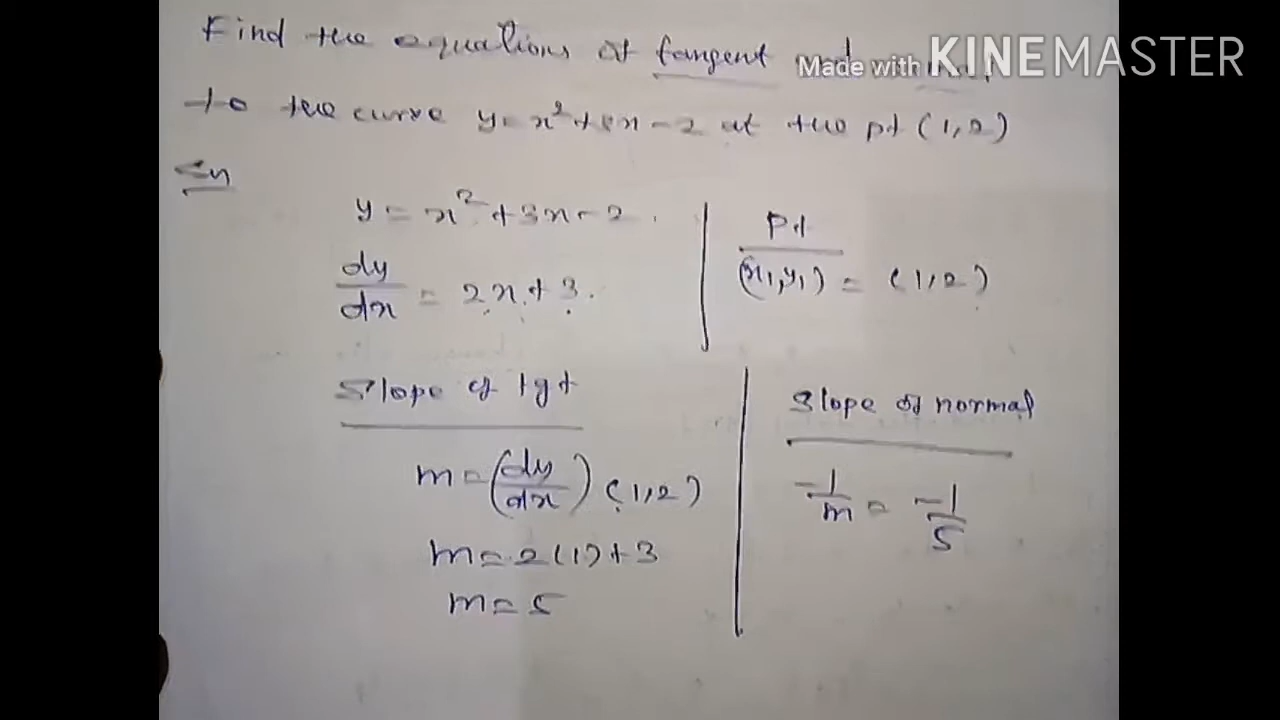 Find the equations of tangent
Made with KINEMASTER
to the curve y = x² + 3x - 2 at the pt (1,2)
Sn
y = x² + 3x - 2.
dy/dx = 2x + 3.
Pt
(x₁,y₁) = (1,2)
Slope of tgt
m = (dy/dx) (1,2)
m = 2(1) + 3
m = 5
Slope of normal
-1/m = -1/5